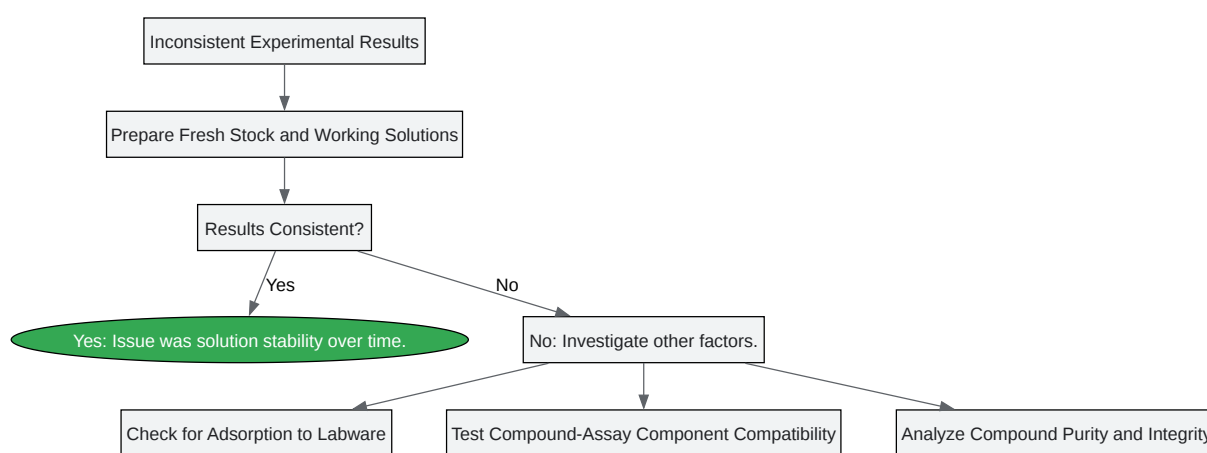 Inconsistent Experimental Results
Prepare Fresh Stock and Working Solutions
Results Consistent?
Yes
No
Yes: Issue was solution stability over time.
No: Investigate other factors.
Check for Adsorption to Labware
Test Compound-Assay Component Compatibility
Analyze Compound Purity and Integrity